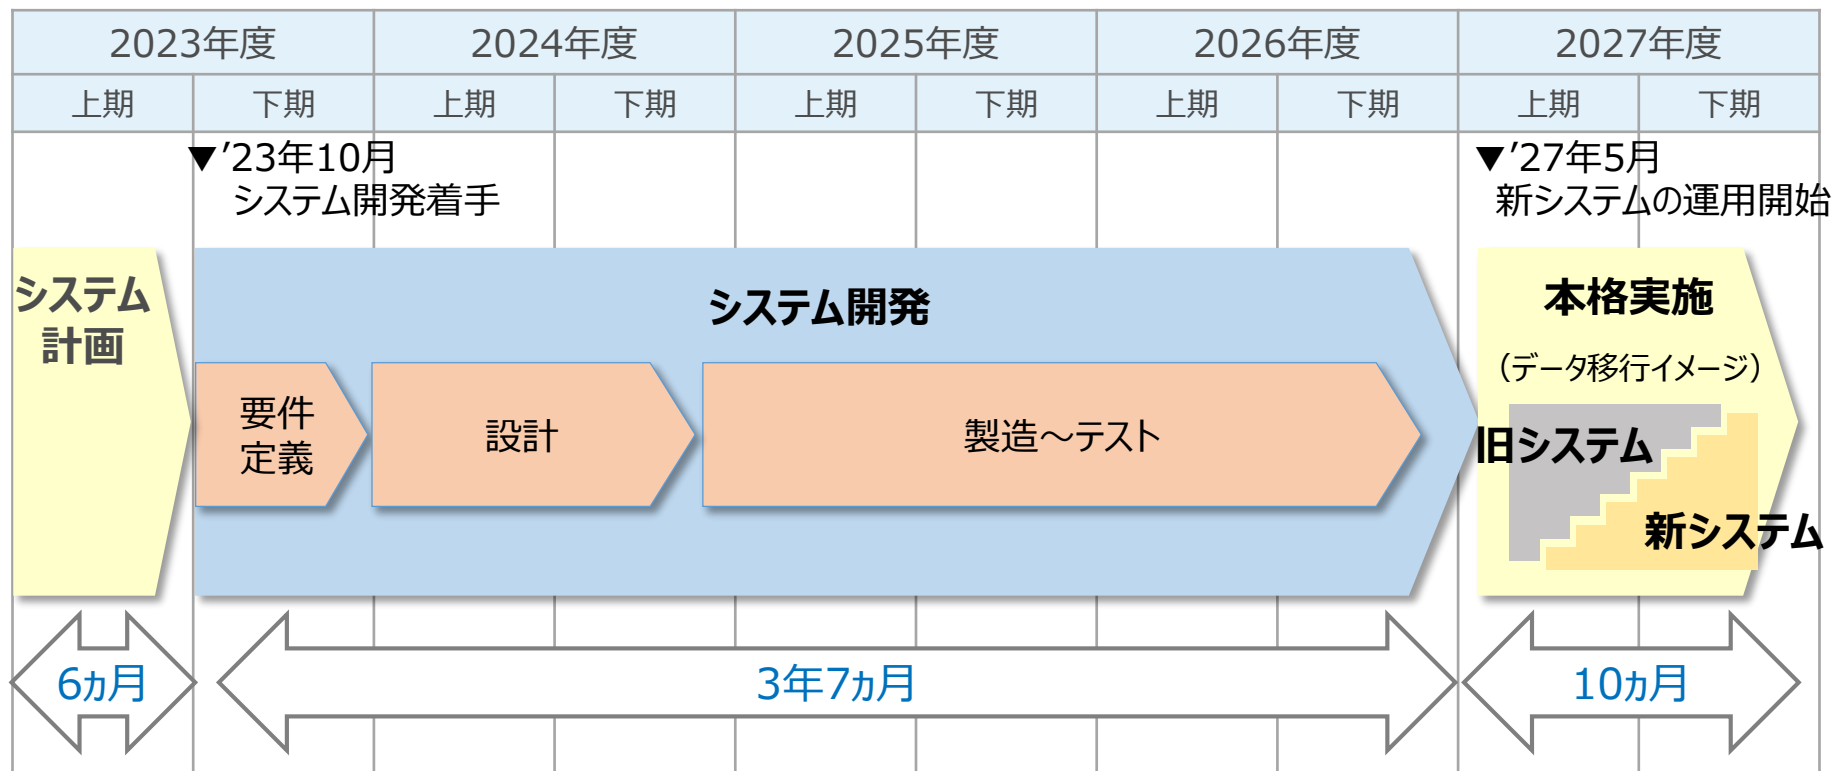 2023年度 2024年度 2025年度 2026年度 2027年度
上期 下期 上期 下期 上期 下期 上期 下期 上期 下期
▼’23年10月
システム開発着手
▼’27年5月
新システムの運用開始
システム
計画
システム開発
要件
定義
設計
製造～テスト
本格実施
（データ移行イメージ）
旧システム
新システム
6ヵ月
3年7ヵ月
10ヵ月